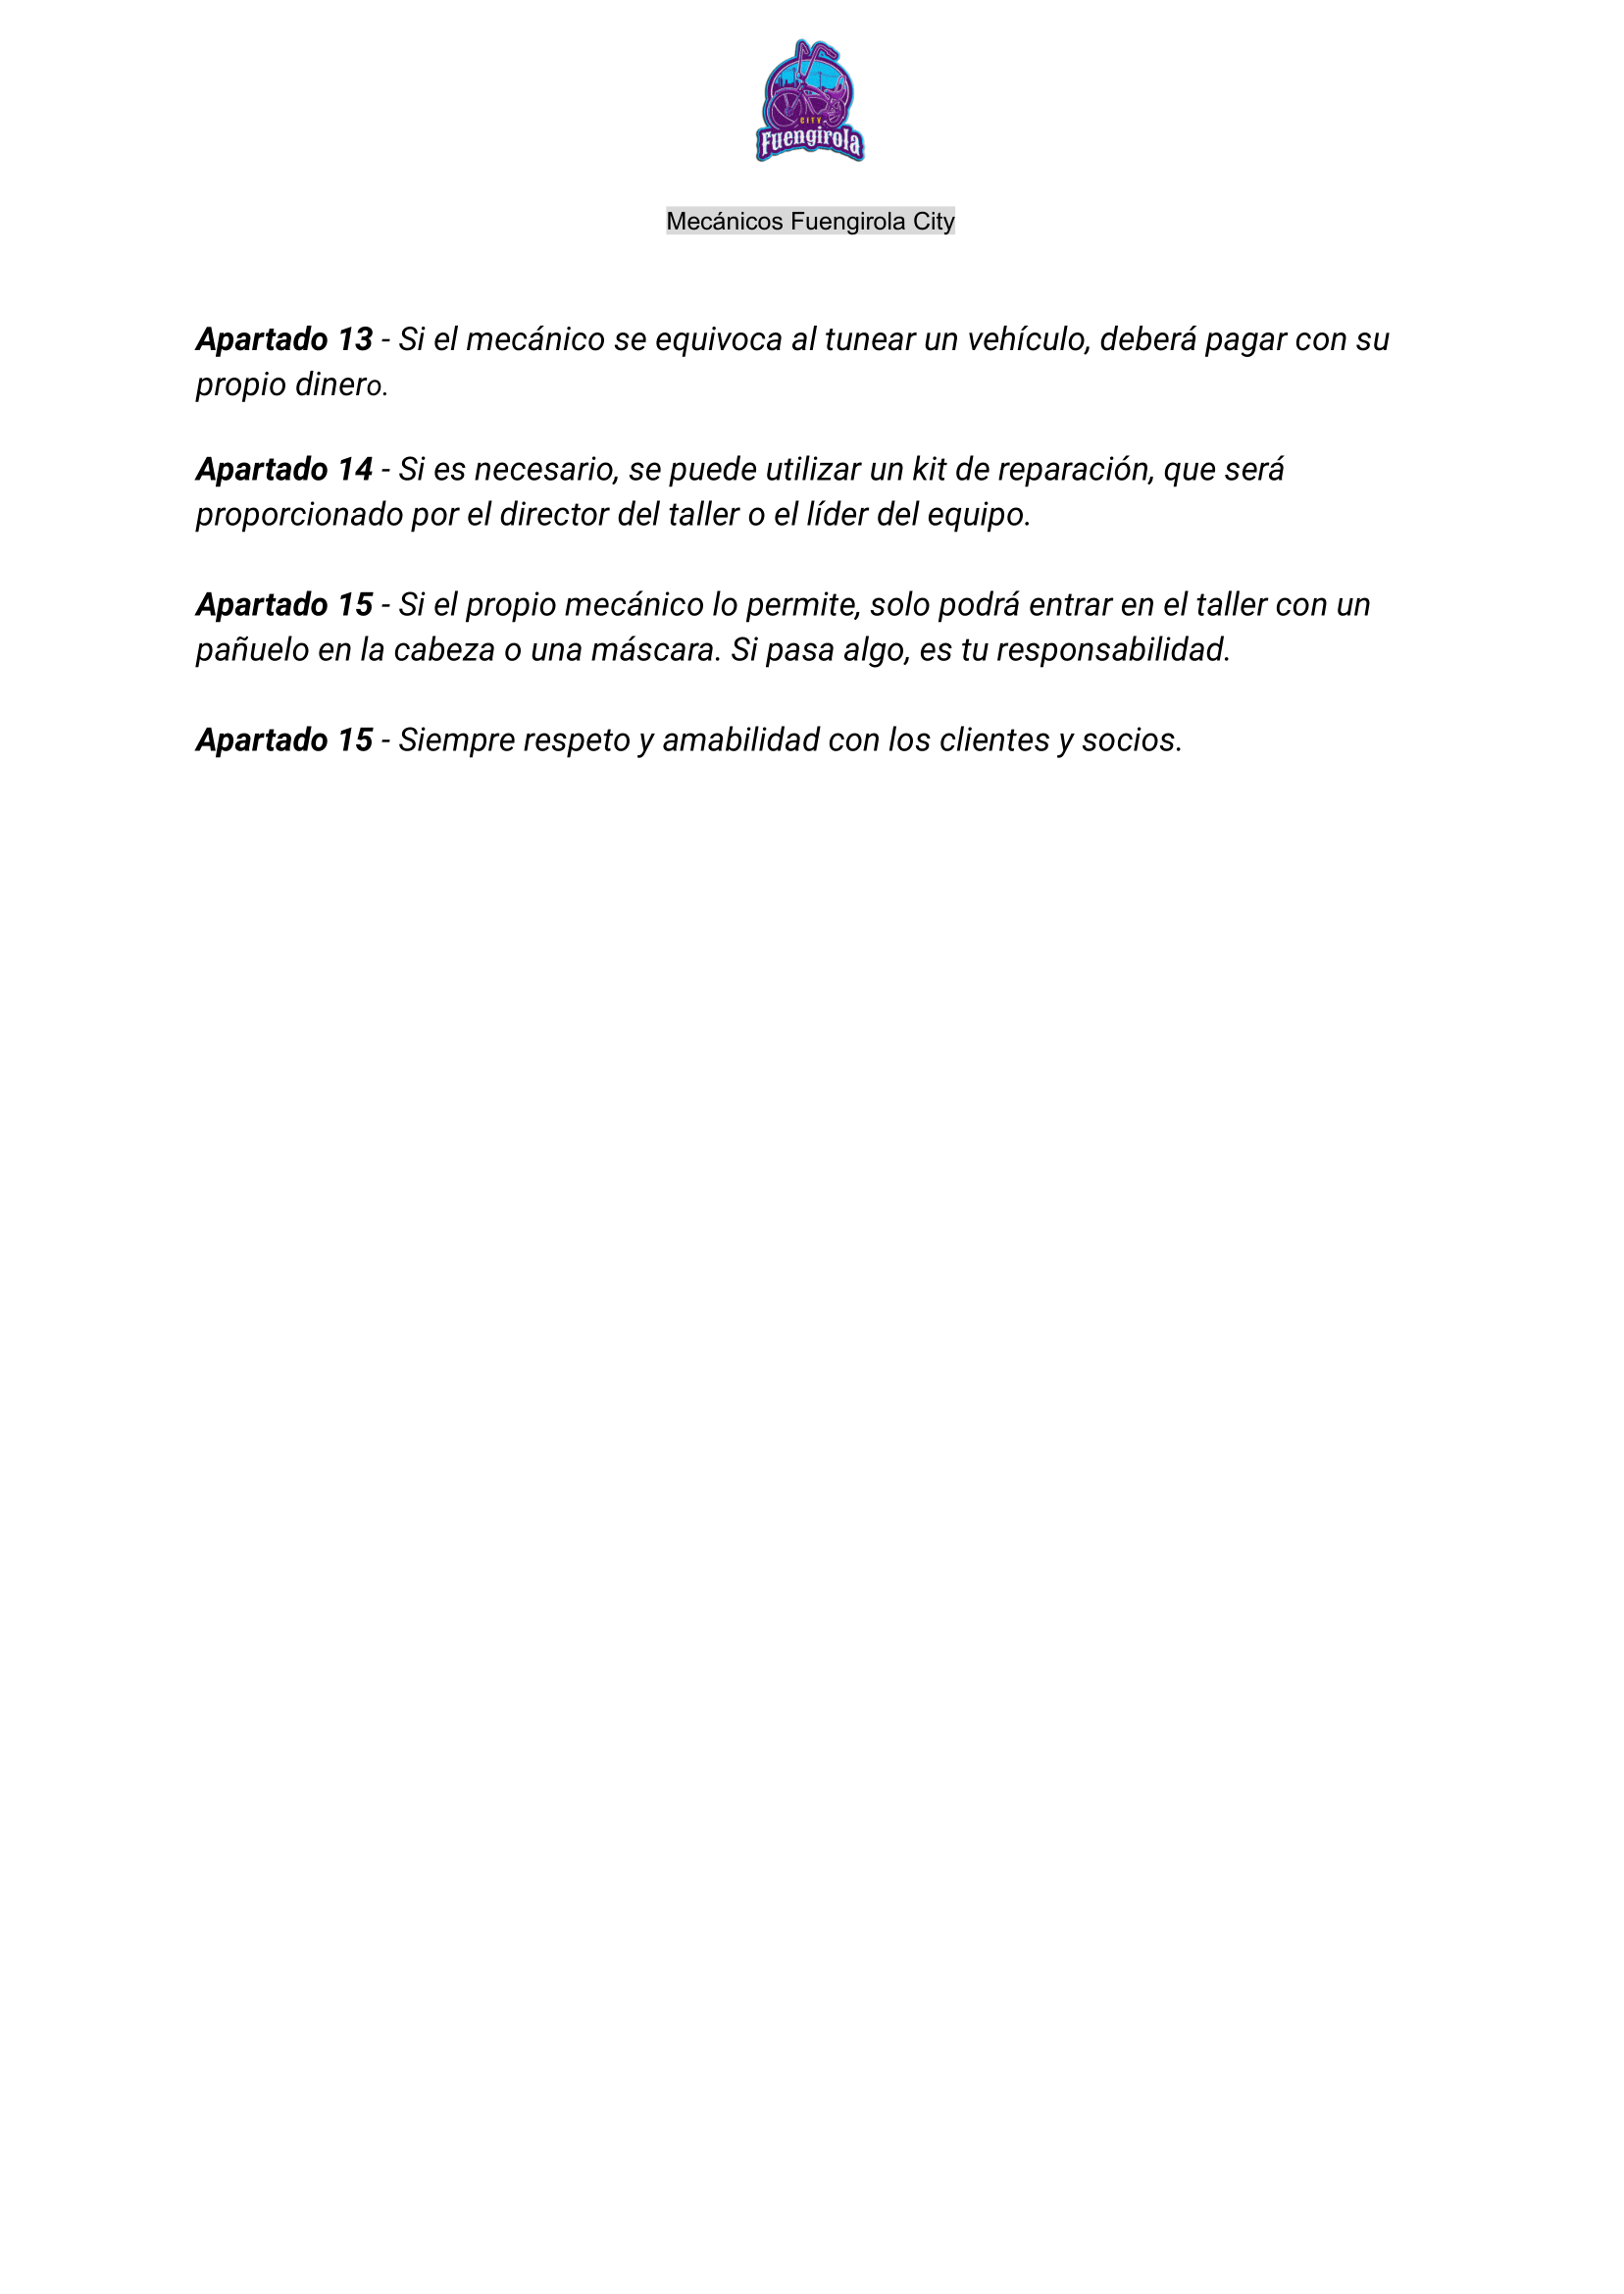 CITY
Fuengirola
Mecánicos Fuengirola City
Apartado 13 - Si el mecánico se equivoca al tunear un vehículo, deberá pagar con su
propio dinero.
Apartado 14 - Si es necesario, se puede utilizar un kit de reparación, que será
proporcionado por el director del taller o el líder del equipo.
Apartado 15 - Si el propio mecánico lo permite, solo podrá entrar en el taller con un
pañuelo en la cabeza o una máscara. Si pasa algo, es tu responsabilidad.
Apartado 15 - Siempre respeto y amabilidad con los clientes y socios.